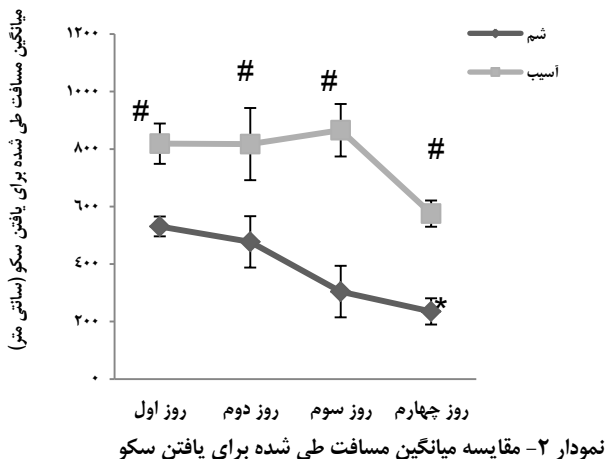 میانگین مسافت طی شده برای یافتن سکو (سانتی متر)
۱۲۰۰
۱۰۰۰
۸۰۰
۶۰۰
٤۰۰
۲۰۰
۰
شم
آسیب
#
#
#
#
*
روز اول
روز دوم
روز سوم
روز چهارم
نمودار ۲- مقایسه میانگین مسافت طی شده برای یافتن سکو